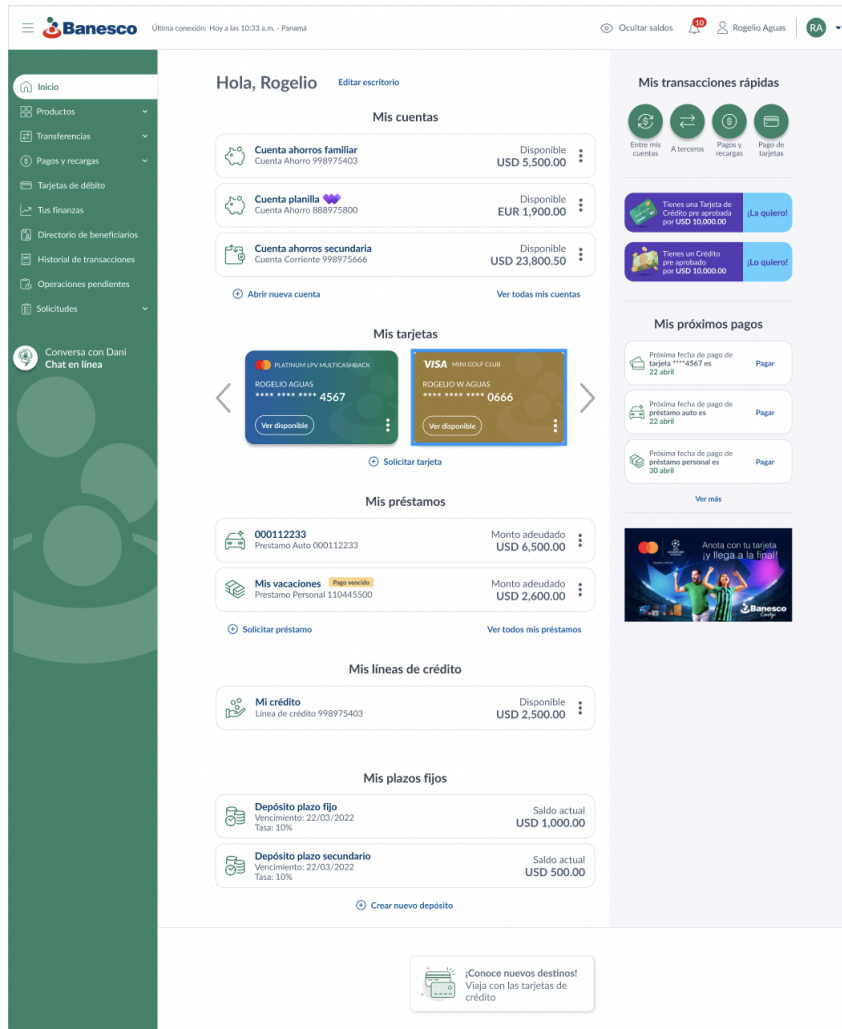 Banesco
Última conexión: Hoy a las 10:33 a.m. - Panamá
Ocultar saldos
10
Rogelio Aguas
RA
Inicio
Productos
Transferencias
Pagos y recargas
Tarjetas de débito
Tus finanzas
Directorio de beneficiarios
Historial de transacciones
Operaciones pendientes
Solicitudes
Conversa con Dani
Chat en línea
Hola, Rogelio
Editar escritorio
Mis cuentas
Cuenta ahorros familiar
Cuenta Ahorro 998975403
Disponible
USD 5,500.00
Cuenta planilla
Cuenta Ahorro 888975800
Disponible
EUR 1,900.00
Cuenta ahorros secundaria
Cuenta Corriente 998975666
Disponible
USD 23,800.50
Abrir nueva cuenta
Ver todas mis cuentas
Mis tarjetas
PLATINUM LPV MULTICASHBACK
ROGELIO AGUAS
**** **** **** 4567
Ver disponible
VISA MINI GOLF CLUB
ROGELIO W AGUAS
**** **** **** 0666
Ver disponible
Solicitar tarjeta
Mis préstamos
000112233
Prestamo Auto 000112233
Monto adeudado
USD 6,500.00
Mis vacaciones Pago vencido
Prestamo Personal 110445500
Monto adeudado
USD 2,600.00
Solicitar préstamo
Ver todos mis préstamos
Mis líneas de crédito
Mi crédito
Línea de crédito 998975403
Disponible
USD 2,500.00
Mis plazos fijos
Depósito plazo fijo
Vencimiento: 22/03/2022
Tasa: 10%
Saldo actual
USD 1,000.00
Depósito plazo secundario
Vencimiento: 22/03/2022
Tasa: 10%
Saldo actual
USD 500.00
Crear nuevo depósito
¡Conoce nuevos destinos!
Viaja con las tarjetas de
crédito
Mis transacciones rápidas
Entre mis
cuentas
A terceros
Pagos y
recargas
Pago de
tarjetas
Tienes una Tarjeta de
Crédito pre aprobada
por USD 10,000.00
¡La quiero!
Tienes un Crédito
pre aprobado
por USD 10,000.00
¡Lo quiero!
Mis próximos pagos
Próxima fecha de pago de
tarjeta ****4567 es
22 abril
Pagar
Próxima fecha de pago de
préstamo auto es
22 abril
Pagar
Próxima fecha de pago de
préstamo personal es
30 abril
Pagar
Ver más
Anota con tu tarjeta
¡y llega a la final!
Banesco